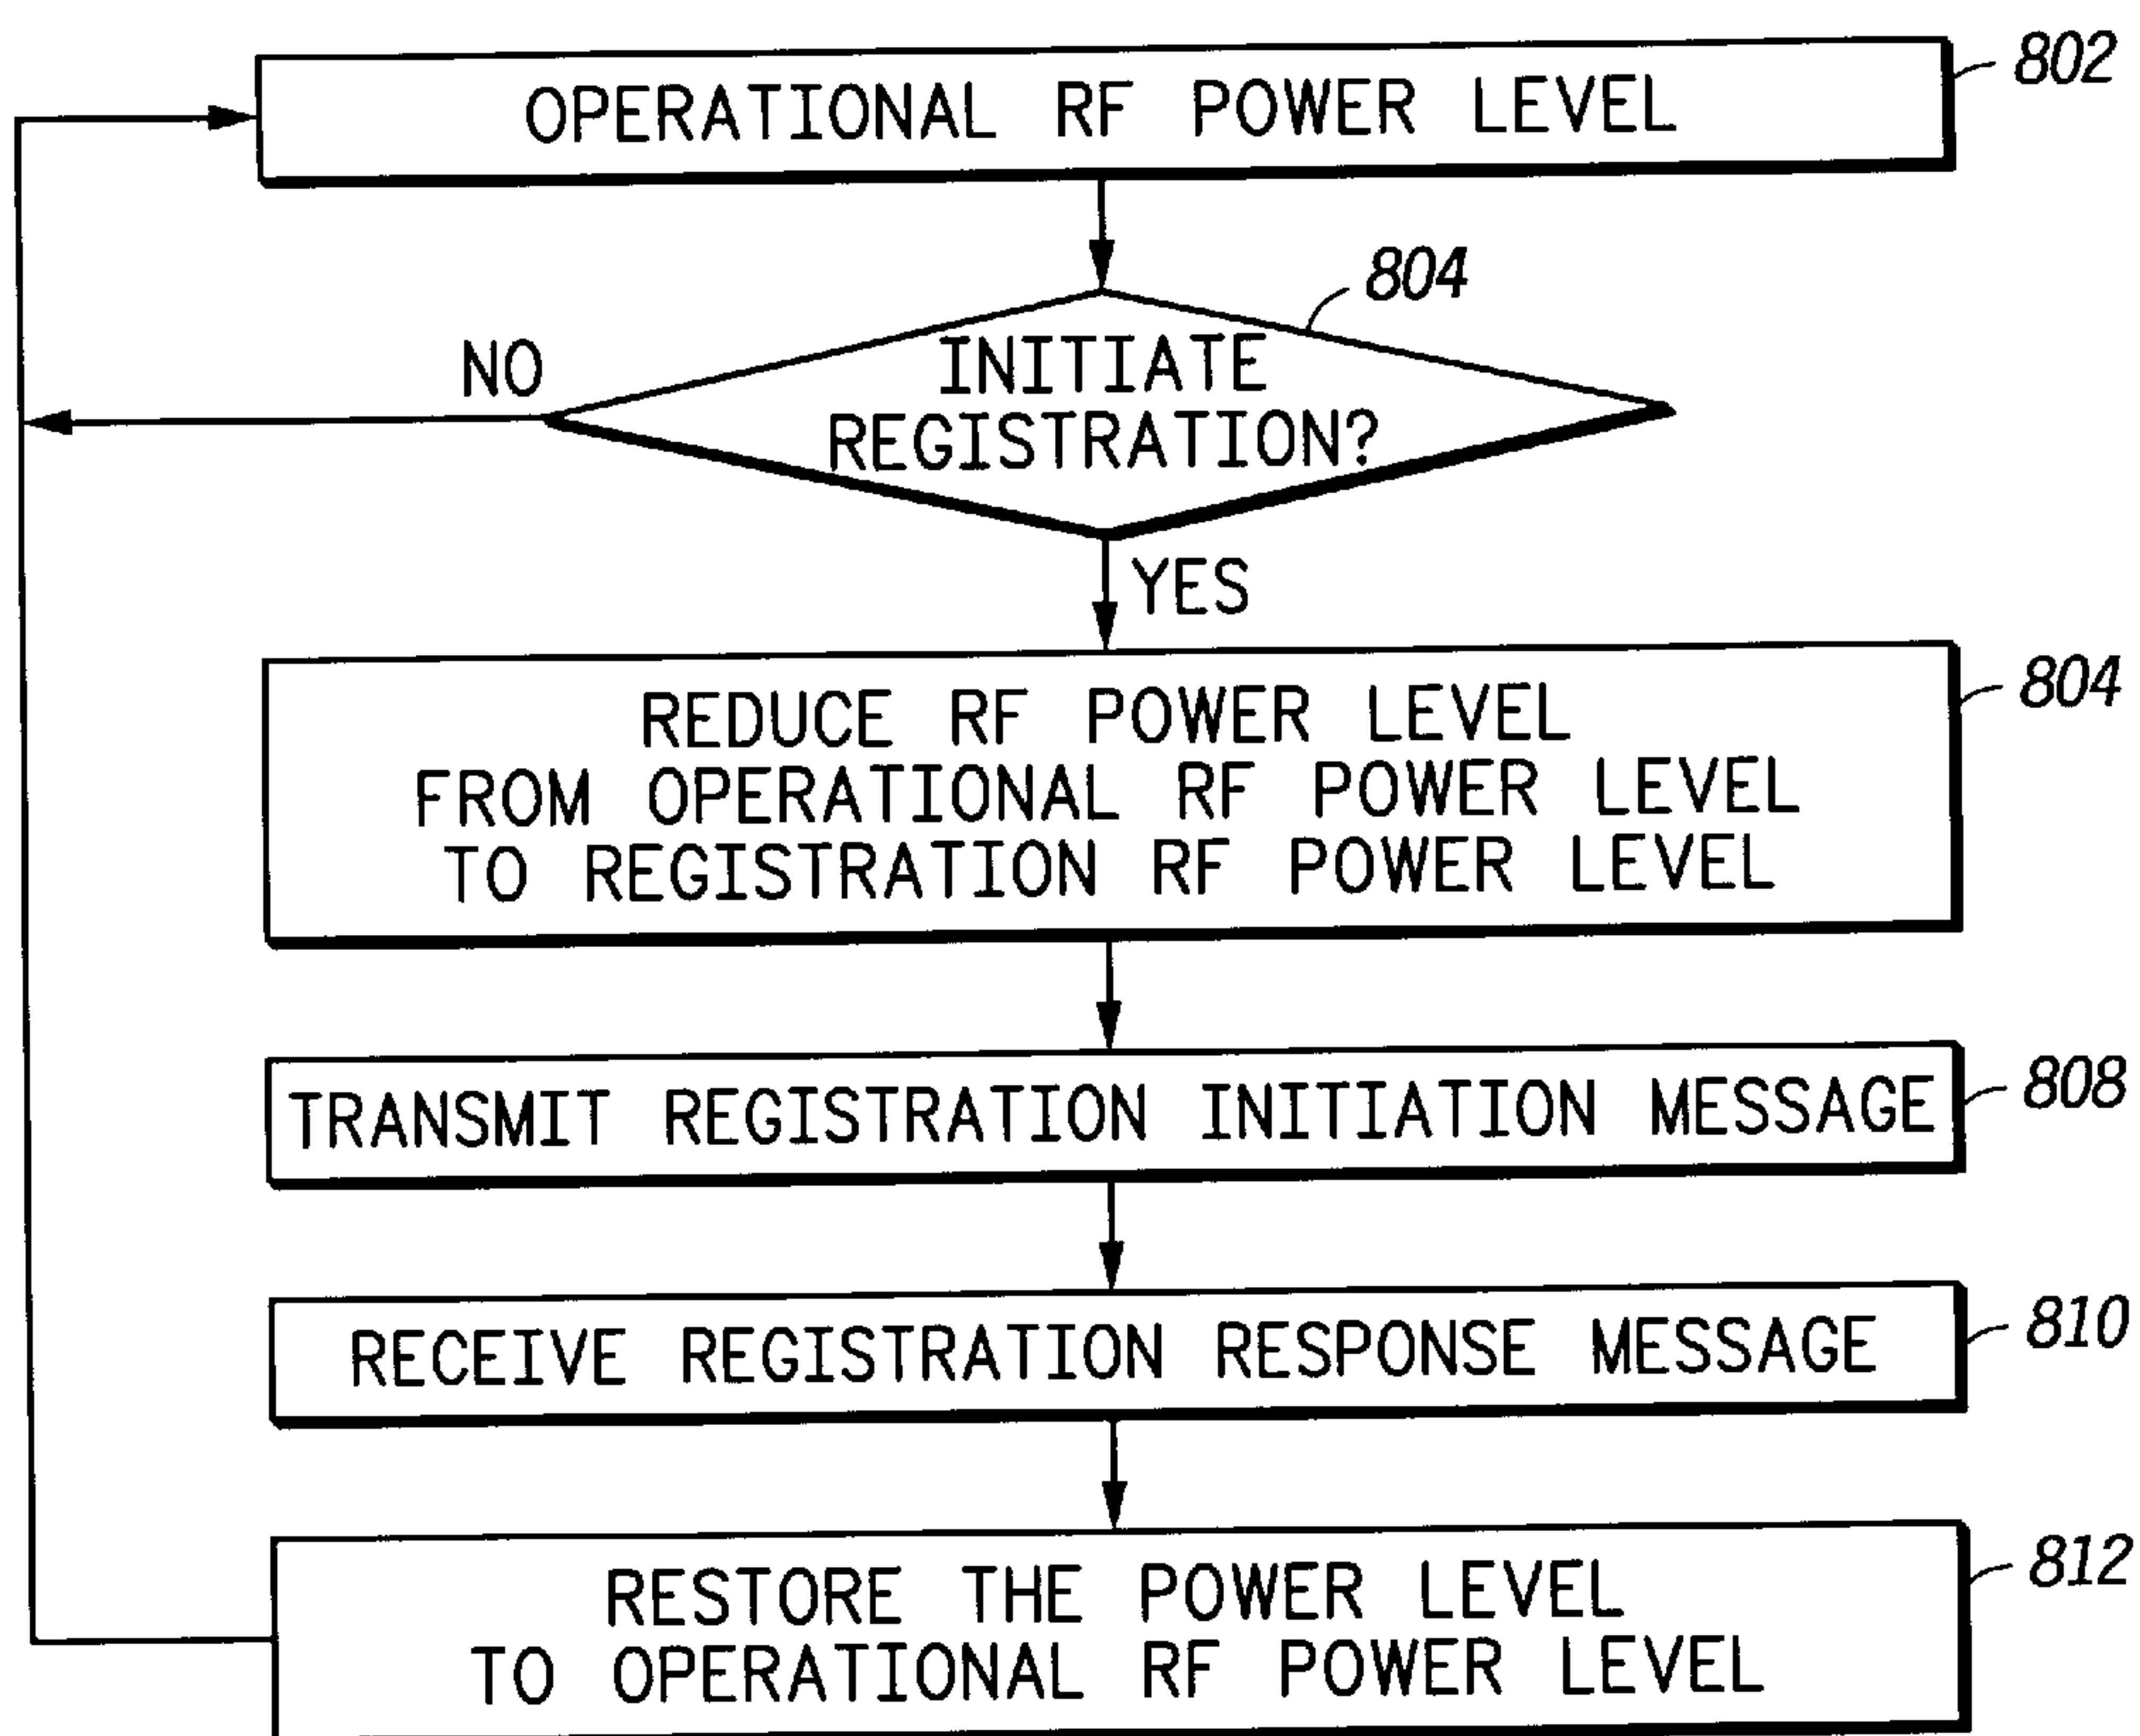 OPERATIONAL RF POWER LEVEL
802
804
INITIATE
REGISTRATION?
NO
YES
804
REDUCE RF POWER LEVEL
FROM OPERATIONAL RF POWER LEVEL
TO REGISTRATION RF POWER LEVEL
808
TRANSMIT REGISTRATION INITIATION MESSAGE
810
RECEIVE REGISTRATION RESPONSE MESSAGE
812
RESTORE THE POWER LEVEL
TO OPERATIONAL RF POWER LEVEL